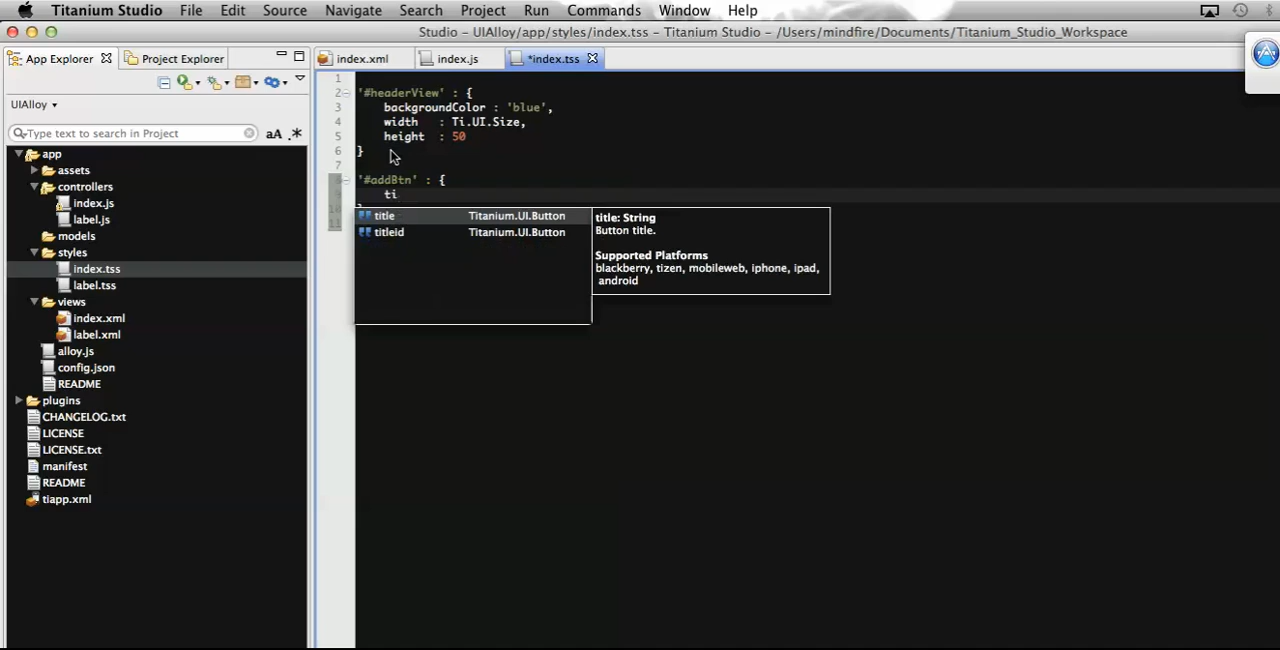 Titanium Studio File Edit Source Navigate Search Project Run Commands Window Help
Studio – UIAlloy/app/styles/index.tss – Titanium Studio – /Users/mindfire/Documents/Titanium_Studio_Workspace
App Explorer Project Explorer
index.xml index.js *index.tss
UIAlloy
Type text to search in Project aA .*
app
assets
controllers
index.js
label.js
models
styles
index.tss
label.tss
views
index.xml
label.xml
alloy.js
config.json
README
plugins
CHANGELOG.txt
LICENSE
LICENSE.txt
manifest
README
tiapp.xml
1
2 '#headerView' : {
3 backgroundColor : 'blue',
4 width : Ti.UI.Size,
5 height : 50
6 }
7
'#addBtn' : {
ti
title Titanium.UI.Button
titleid Titanium.UI.Button
title: String
Button title.
Supported Platforms
blackberry, tizen, mobileweb, iphone, ipad,
android